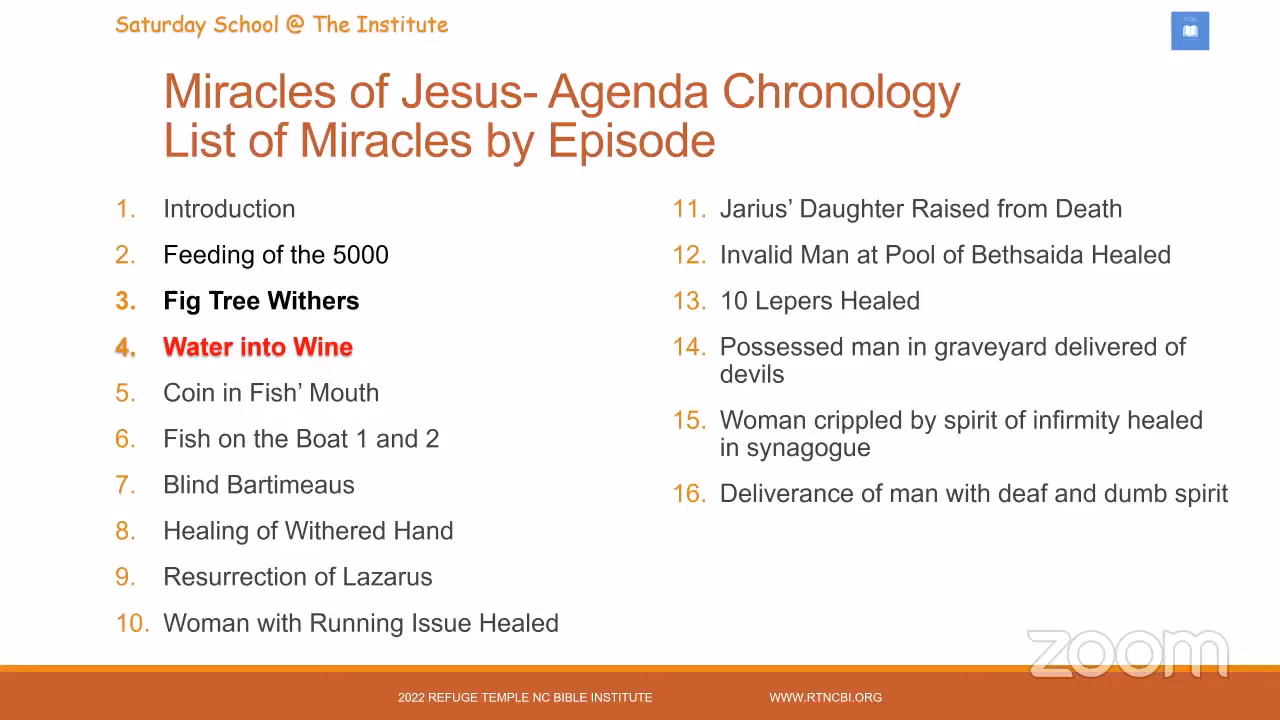 Saturday School @ The Institute
Miracles of Jesus- Agenda Chronology
List of Miracles by Episode
1. Introduction
2. Feeding of the 5000
3. Fig Tree Withers
4. Water into Wine
5. Coin in Fish’ Mouth
6. Fish on the Boat 1 and 2
7. Blind Bartimeaus
8. Healing of Withered Hand
9. Resurrection of Lazarus
10. Woman with Running Issue Healed
11. Jarius’ Daughter Raised from Death
12. Invalid Man at Pool of Bethsaida Healed
13. 10 Lepers Healed
14. Possessed man in graveyard delivered of
devils
15. Woman crippled by spirit of infirmity healed
in synagogue
16. Deliverance of man with deaf and dumb spirit
zoom
2022 REFUGE TEMPLE NC BIBLE INSTITUTE WWW.RTNCBI.ORG